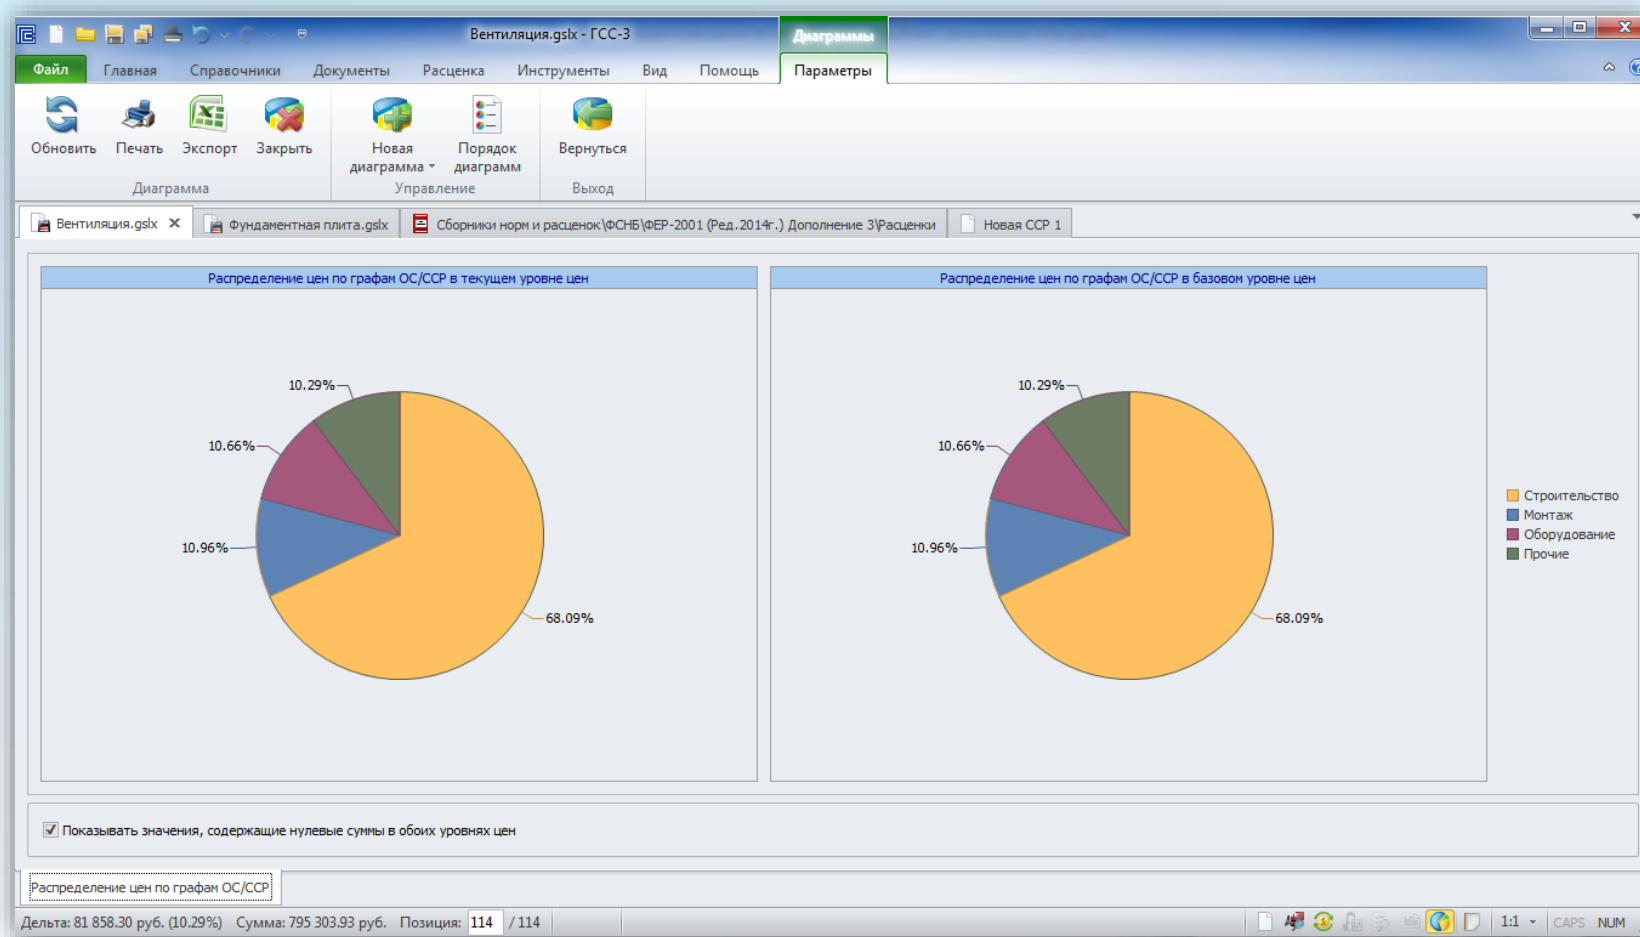 Вентиляция.gslx - ГСС-3
Диаграммы
Файл Главная Справочники Документы Расценка Инструменты Вид Помощь Параметры
Обновить Печать Экспорт Закрыть Новая диаграмма Порядок диаграмм Вернуться
Диаграмма Управление Выход
Вентиляция.gslx Фундаментная плита.gslx Сборники норм и расценок\ФСНБ\ФЕР-2001 (Ред.2014г.) Дополнение 3\Расценки Новая ССР 1
Распределение цен по графам ОС/ССР в текущем уровне цен
10.29%
10.66%
10.96%
68.09%
Распределение цен по графам ОС/ССР в базовом уровне цен
10.29%
10.66%
10.96%
68.09%
Строительство
Монтаж
Оборудование
Прочие
Показывать значения, содержащие нулевые суммы в обоих уровнях цен
Распределение цен по графам ОС/ССР
Дельта: 81 858.30 руб. (10.29%) Сумма: 795 303.93 руб. Позиция: 114 / 114 1:1 CAPS NUM